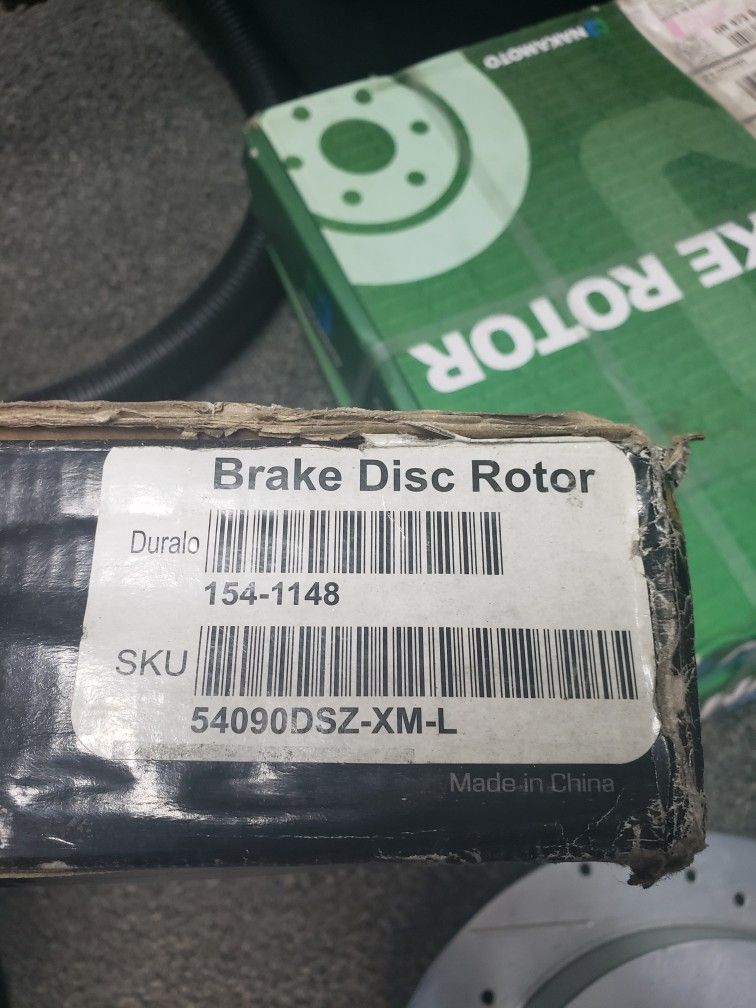 NAKAMOTO
KE ROTOR
Brake Disc Rotor
Duralo
154-1148
SKU
54090DSZ-XM-L
Made in China